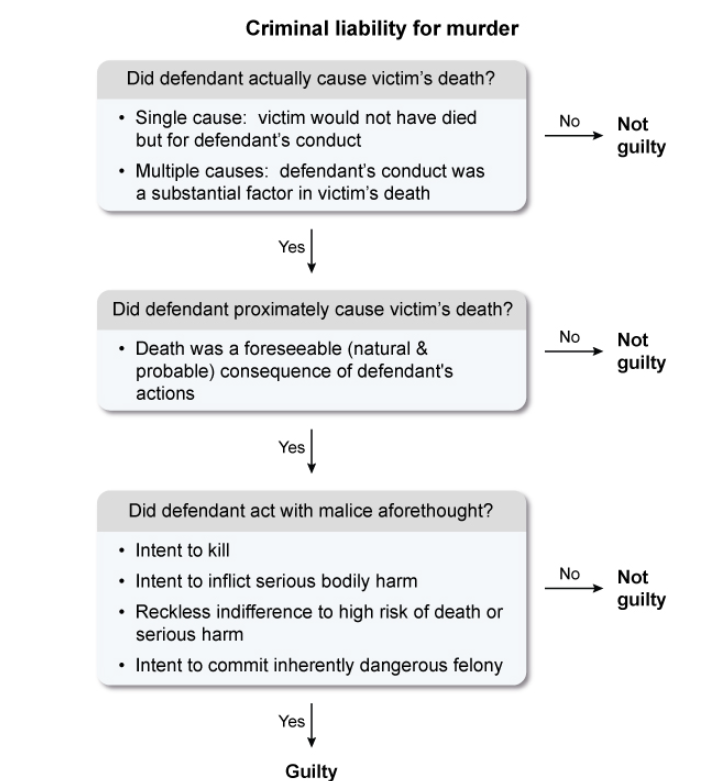 Criminal liability for murder
Did defendant actually cause victim's death?
• Single cause: victim would not have died
but for defendant's conduct
• Multiple causes: defendant's conduct was
a substantial factor in victim's death
No
Not
guilty
Yes
Did defendant proximately cause victim's death?
• Death was a foreseeable (natural &
probable) consequence of defendant's
actions
No
Not
guilty
Yes
Did defendant act with malice aforethought?
• Intent to kill
• Intent to inflict serious bodily harm
• Reckless indifference to high risk of death or
serious harm
• Intent to commit inherently dangerous felony
No
Not
guilty
Yes
Guilty